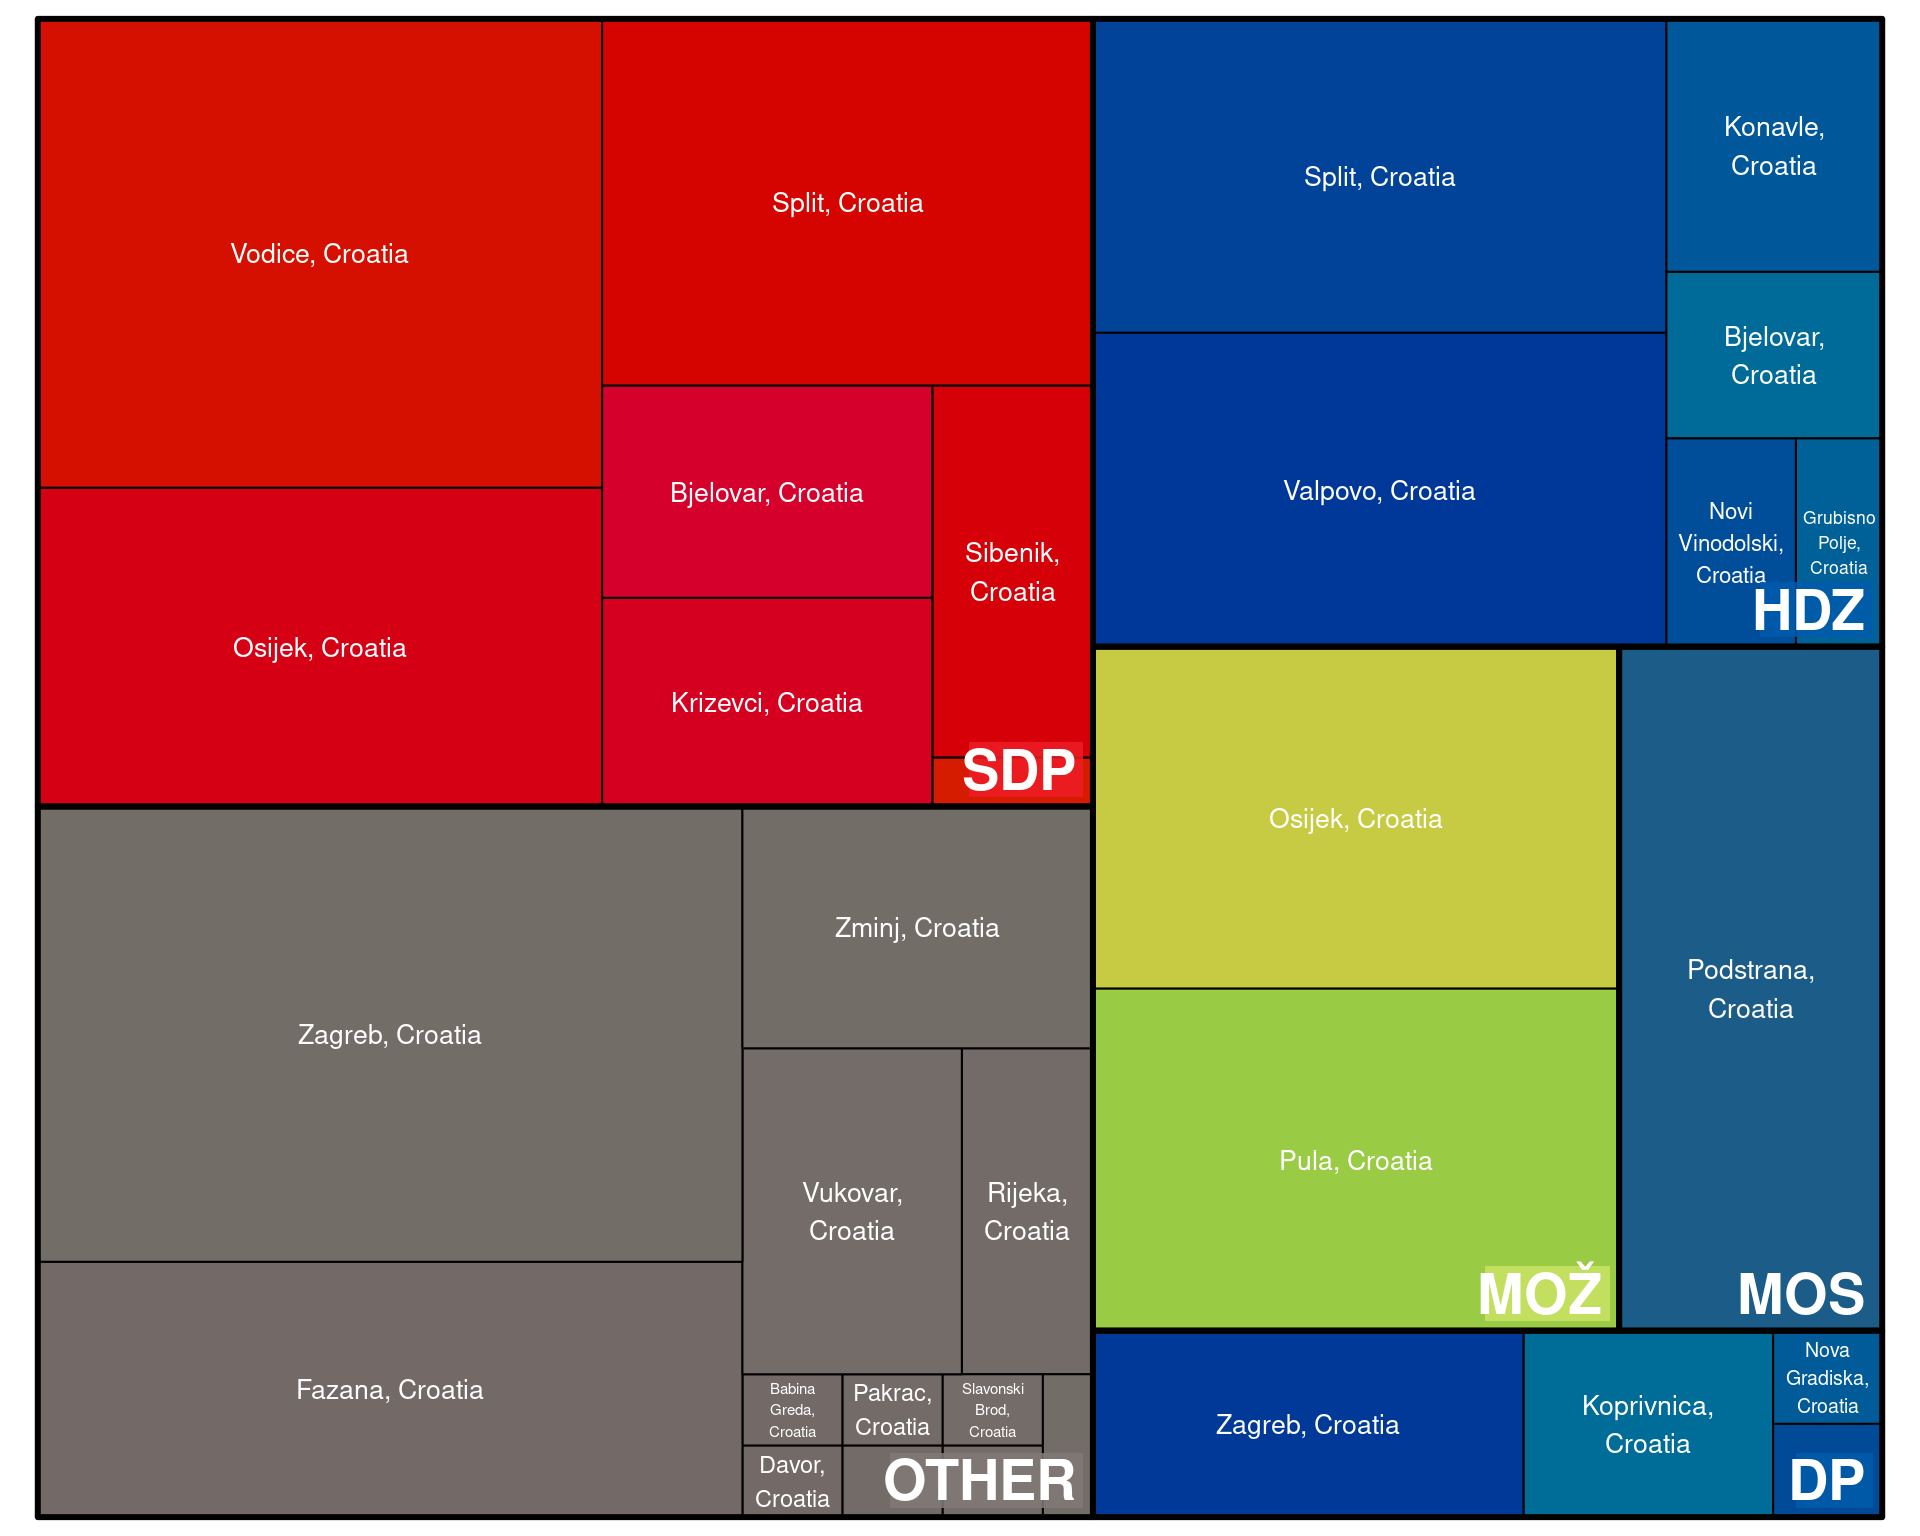 Vodice, Croatia
Split, Croatia
Osijek, Croatia
Bjelovar, Croatia
Krizevci, Croatia
Sibenik,
Croatia
SDP
Split, Croatia
Valpovo, Croatia
Konavle,
Croatia
Bjelovar,
Croatia
Novi
Vinodolski,
Croatia
Grubisno
Polje,
Croatia
HDZ
Zagreb, Croatia
Fazana, Croatia
Zminj, Croatia
Vukovar,
Croatia
Rijeka,
Croatia
Babina
Greda,
Croatia
Pakrac,
Croatia
Slavonski
Brod,
Croatia
Davor,
Croatia
OTHER
Osijek, Croatia
Pula, Croatia
MOŽ
Podstrana,
Croatia
MOS
Zagreb, Croatia
Koprivnica,
Croatia
Nova
Gradiska,
Croatia
DP